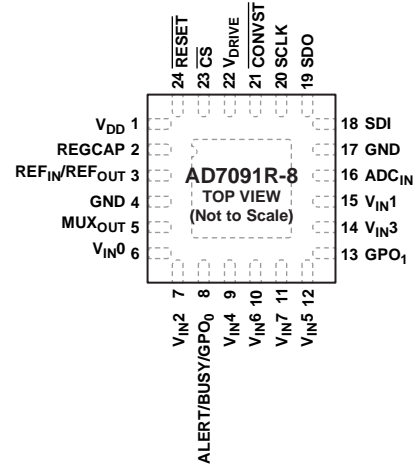 24 RESET
23 CS
22 VDRIVE
21 CONVST
20 SCLK
19 SDO
VDD 1
REGCAP 2
REFIN/REFOUT 3
GND 4
MUXOUT 5
VIN0 6
AD7091R-8
TOP VIEW
(Not to Scale)
18 SDI
17 GND
16 ADCIN
15 VIN1
14 VIN3
13 GPO1
VIN2 7
ALERT/BUSY/GPO0 8
VIN4 9
VIN6 10
VIN7 11
VIN5 12